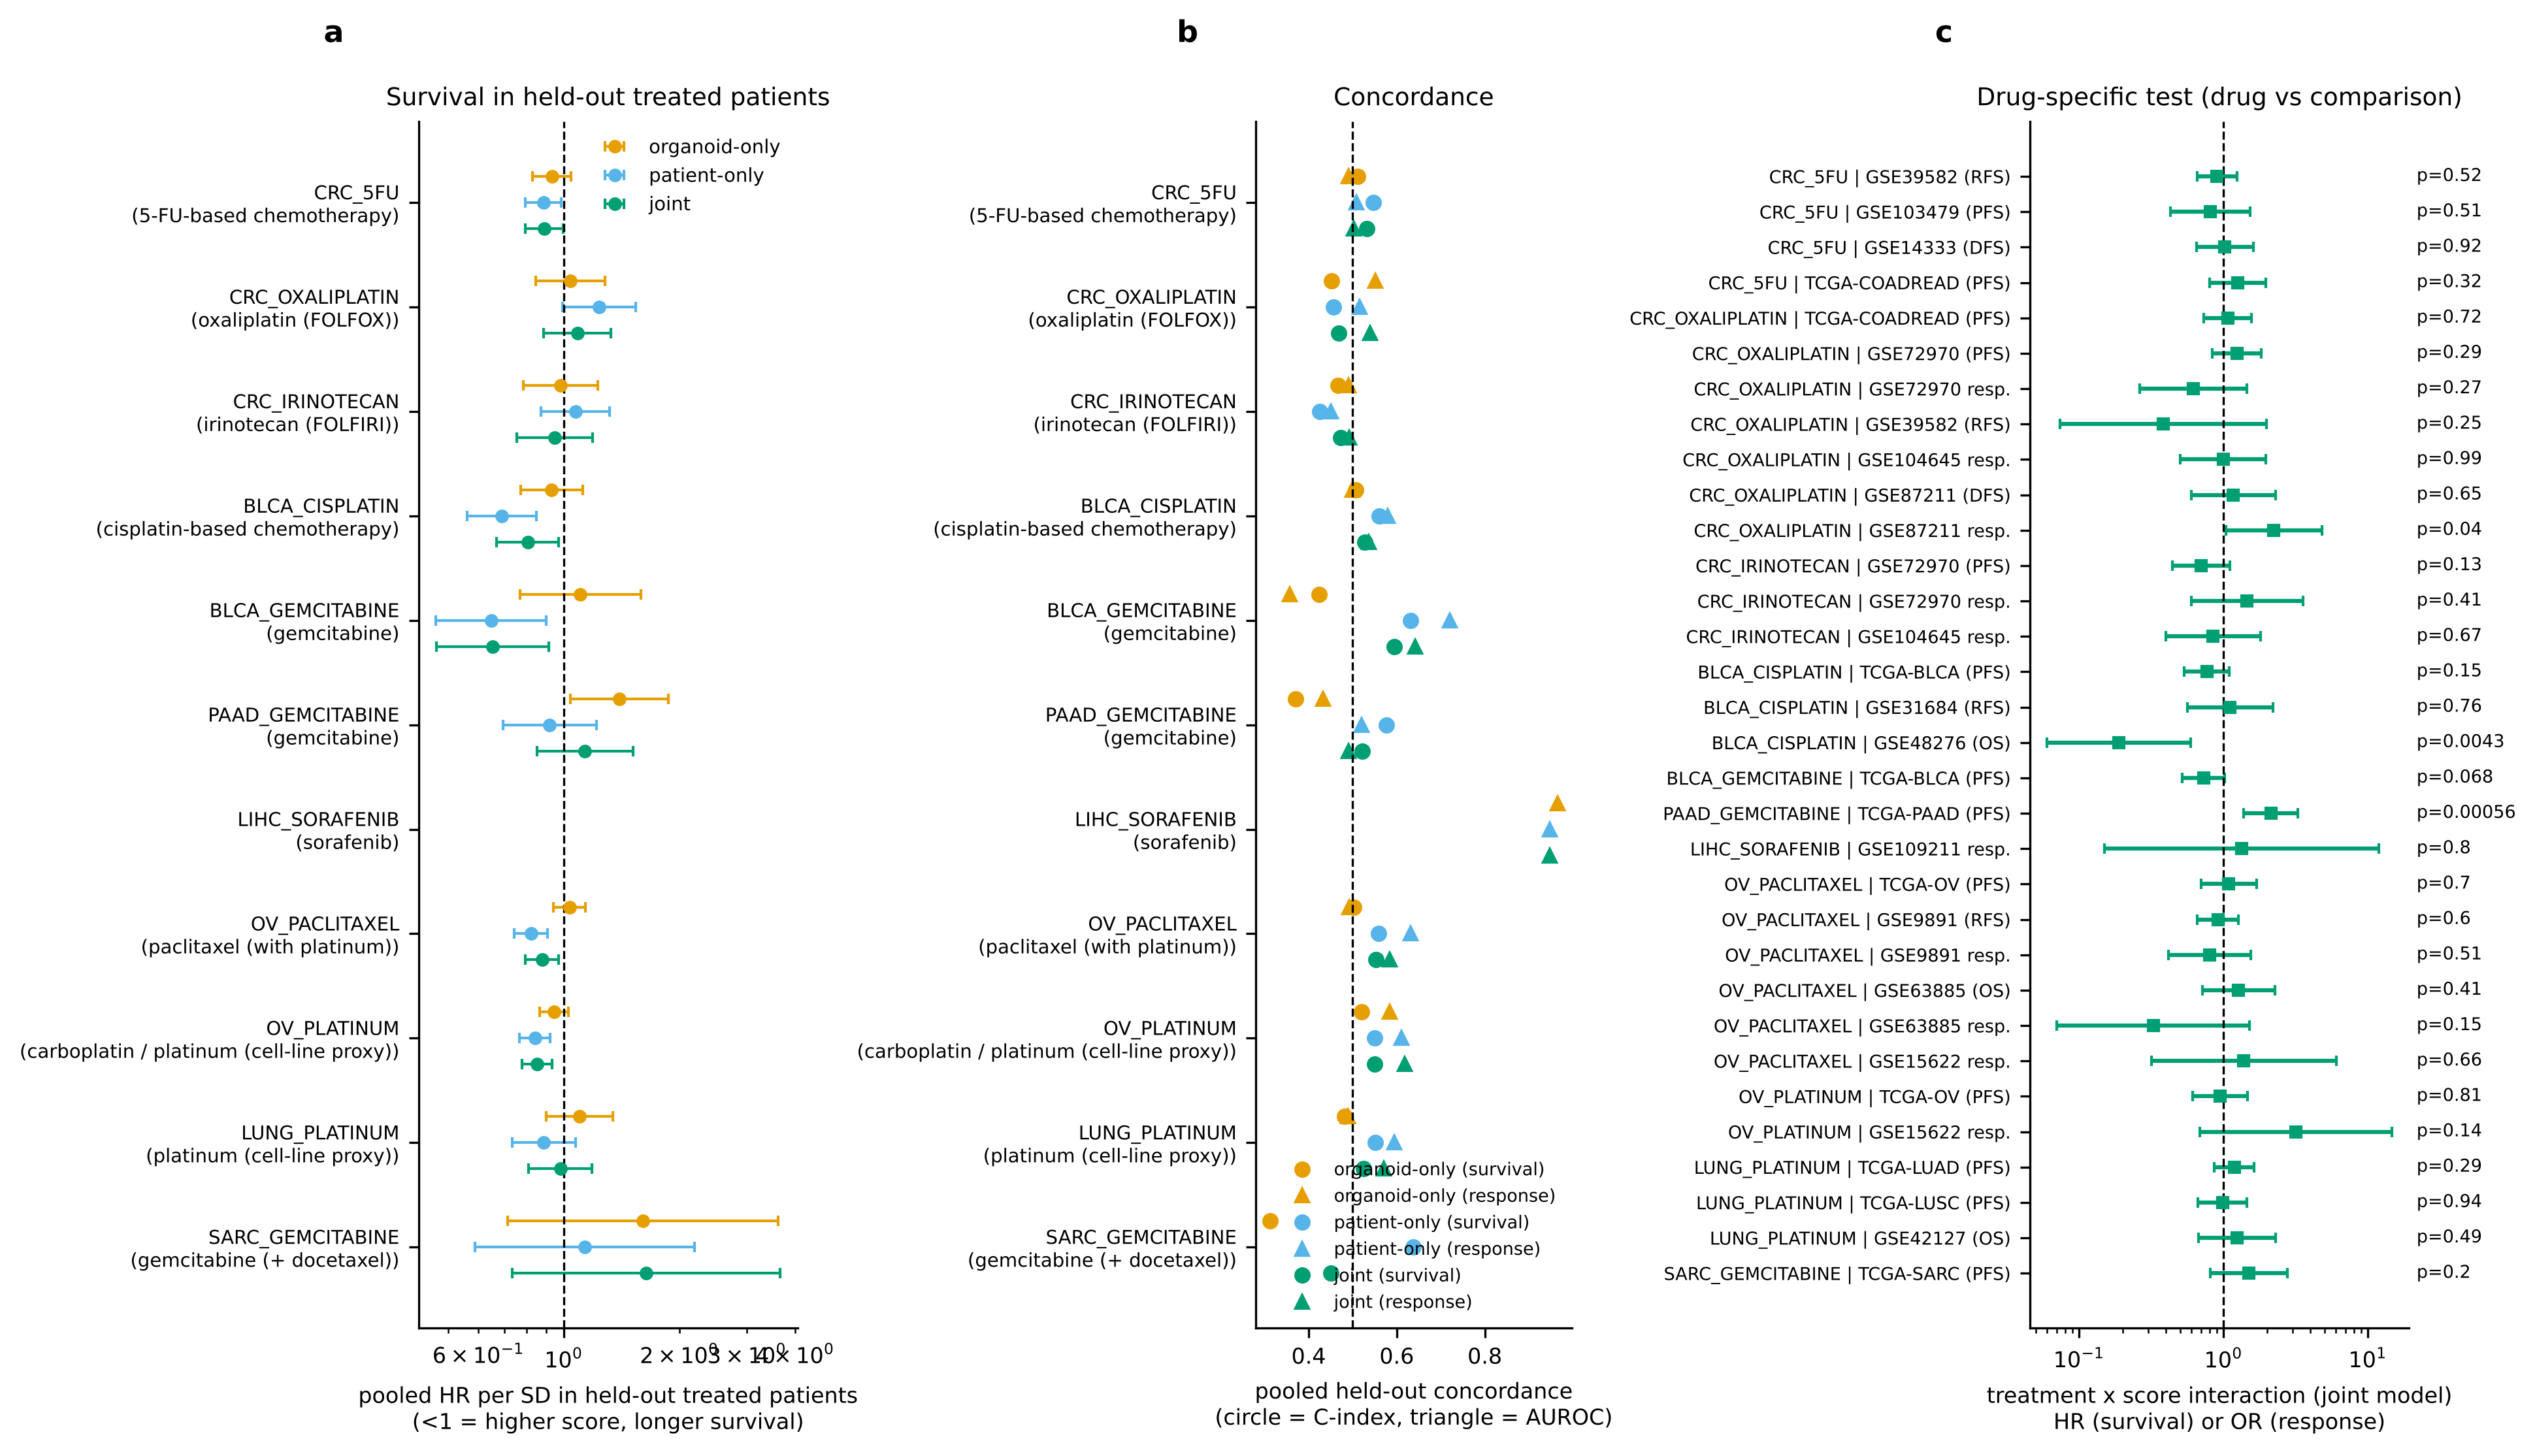 a
Survival in held-out treated patients
organoid-only
patient-only
joint
CRC_5FU
(5-FU-based chemotherapy)
CRC_OXALIPLATIN
(oxaliplatin (FOLFOX))
CRC_IRINOTECAN
(irinotecan (FOLFIRI))
BLCA_CISPLATIN
(cisplatin-based chemotherapy)
BLCA_GEMCITABINE
(gemcitabine)
PAAD_GEMCITABINE
(gemcitabine)
LIHC_SORAFENIB
(sorafenib)
OV_PACLITAXEL
(paclitaxel (with platinum))
OV_PLATINUM
(carboplatin / platinum (cell-line proxy))
LUNG_PLATINUM
(platinum (cell-line proxy))
SARC_GEMCITABINE
(gemcitabine (+ docetaxel))
6 × 10⁻¹ 10⁰ 2 × 10⁰ 3 × 10⁰ 4 × 10⁰
pooled HR per SD in held-out treated patients
(<1 = higher score, longer survival)
b
Concordance
CRC_5FU
(5-FU-based chemotherapy)
CRC_OXALIPLATIN
(oxaliplatin (FOLFOX))
CRC_IRINOTECAN
(irinotecan (FOLFIRI))
BLCA_CISPLATIN
(cisplatin-based chemotherapy)
BLCA_GEMCITABINE
(gemcitabine)
PAAD_GEMCITABINE
(gemcitabine)
LIHC_SORAFENIB
(sorafenib)
OV_PACLITAXEL
(paclitaxel (with platinum))
OV_PLATINUM
(carboplatin / platinum (cell-line proxy))
LUNG_PLATINUM
(platinum (cell-line proxy))
SARC_GEMCITABINE
(gemcitabine (+ docetaxel))
organoid-only (survival)
organoid-only (response)
patient-only (survival)
patient-only (response)
joint (survival)
joint (response)
0.4 0.6 0.8
pooled held-out concordance
(circle = C-index, triangle = AUROC)
c
Drug-specific test (drug vs comparison)
CRC_5FU | GSE39582 (RFS) p=0.52
CRC_5FU | GSE103479 (PFS) p=0.51
CRC_5FU | GSE14333 (DFS) p=0.92
CRC_5FU | TCGA-COADREAD (PFS) p=0.32
CRC_OXALIPLATIN | TCGA-COADREAD (PFS) p=0.72
CRC_OXALIPLATIN | GSE72970 (PFS) p=0.29
CRC_OXALIPLATIN | GSE72970 resp. p=0.27
CRC_OXALIPLATIN | GSE39582 (RFS) p=0.25
CRC_OXALIPLATIN | GSE104645 resp. p=0.99
CRC_OXALIPLATIN | GSE87211 (DFS) p=0.65
CRC_OXALIPLATIN | GSE87211 resp. p=0.04
CRC_IRINOTECAN | GSE72970 (PFS) p=0.13
CRC_IRINOTECAN | GSE72970 resp. p=0.41
CRC_IRINOTECAN | GSE104645 resp. p=0.67
BLCA_CISPLATIN | TCGA-BLCA (PFS) p=0.15
BLCA_CISPLATIN | GSE31684 (RFS) p=0.76
BLCA_CISPLATIN | GSE48276 (OS) p=0.0043
BLCA_GEMCITABINE | TCGA-BLCA (PFS) p=0.068
PAAD_GEMCITABINE | TCGA-PAAD (PFS) p=0.00056
LIHC_SORAFENIB | GSE109211 resp. p=0.8
OV_PACLITAXEL | TCGA-OV (PFS) p=0.7
OV_PACLITAXEL | GSE9891 (RFS) p=0.6
OV_PACLITAXEL | GSE9891 resp. p=0.51
OV_PACLITAXEL | GSE63885 (OS) p=0.41
OV_PACLITAXEL | GSE63885 resp. p=0.15
OV_PACLITAXEL | GSE15622 resp. p=0.66
OV_PLATINUM | TCGA-OV (PFS) p=0.81
OV_PLATINUM | GSE15622 resp. p=0.14
LUNG_PLATINUM | TCGA-LUAD (PFS) p=0.29
LUNG_PLATINUM | TCGA-LUSC (PFS) p=0.94
LUNG_PLATINUM | GSE42127 (OS) p=0.49
SARC_GEMCITABINE | TCGA-SARC (PFS) p=0.2
10⁻¹ 10⁰ 10¹
treatment x score interaction (joint model)
HR (survival) or OR (response)